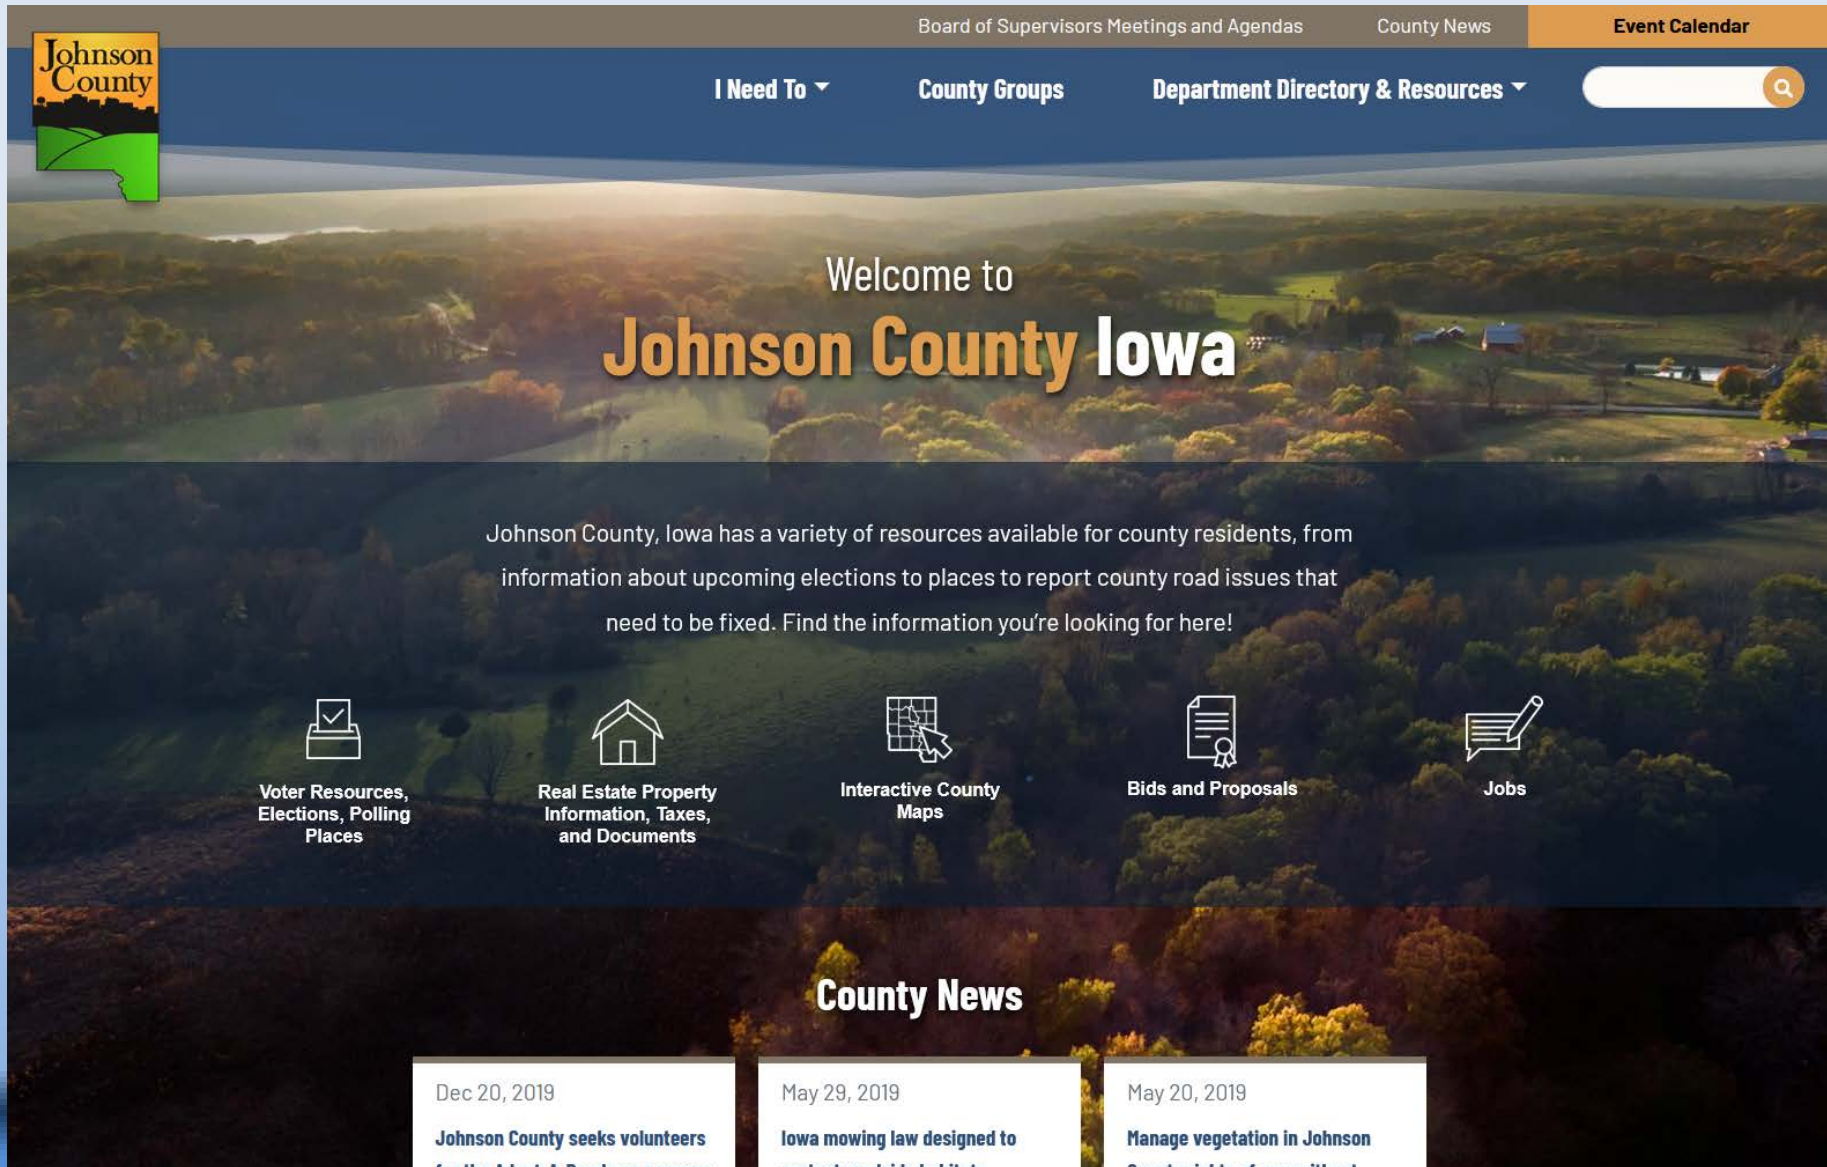 Board of Supervisors Meetings and Agendas
County News
Event Calendar
Johnson
County
I Need To
County Groups
Department Directory & Resources
Welcome to
Johnson County Iowa
Johnson County, Iowa has a variety of resources available for county residents, from
information about upcoming elections to places to report county road issues that
need to be fixed. Find the information you're looking for here!
Voter Resources,
Elections, Polling
Places
Real Estate Property
Information, Taxes,
and Documents
Interactive County
Maps
Bids and Proposals
Jobs
County News
Dec 20, 2019
Johnson County seeks volunteers
May 29, 2019
Iowa mowing law designed to
May 20, 2019
Manage vegetation in Johnson